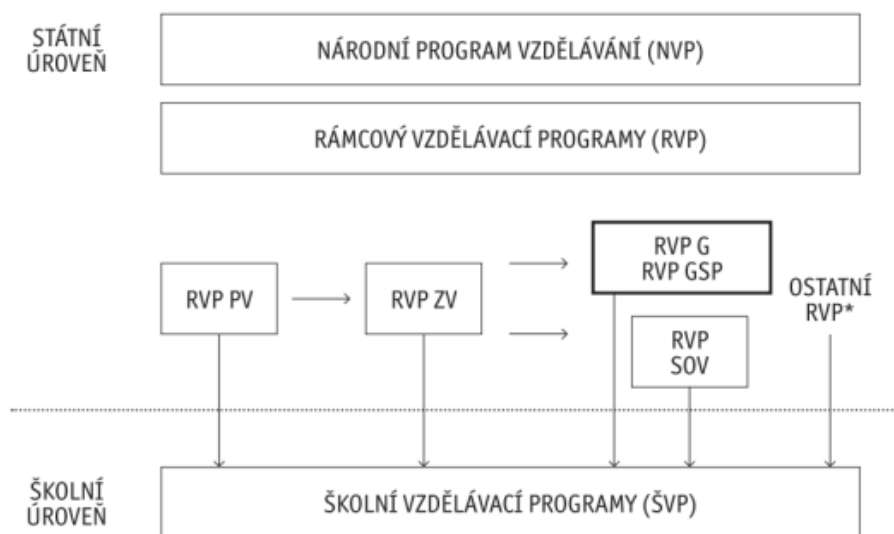 STÁTNÍ
ÚROVEŇ
NÁRODNÍ PROGRAM VZDĚLÁVÁNÍ (NVP)
RÁMCOVÝ VZDĚLÁVACÍ PROGRAMY (RVP)
RVP PV
RVP ZV
RVP G
RVP GSP
RVP
SOV
OSTATNÍ
RVP*
ŠKOLNÍ
ÚROVEŇ
ŠKOLNÍ VZDĚLÁVACÍ PROGRAMY (ŠVP)